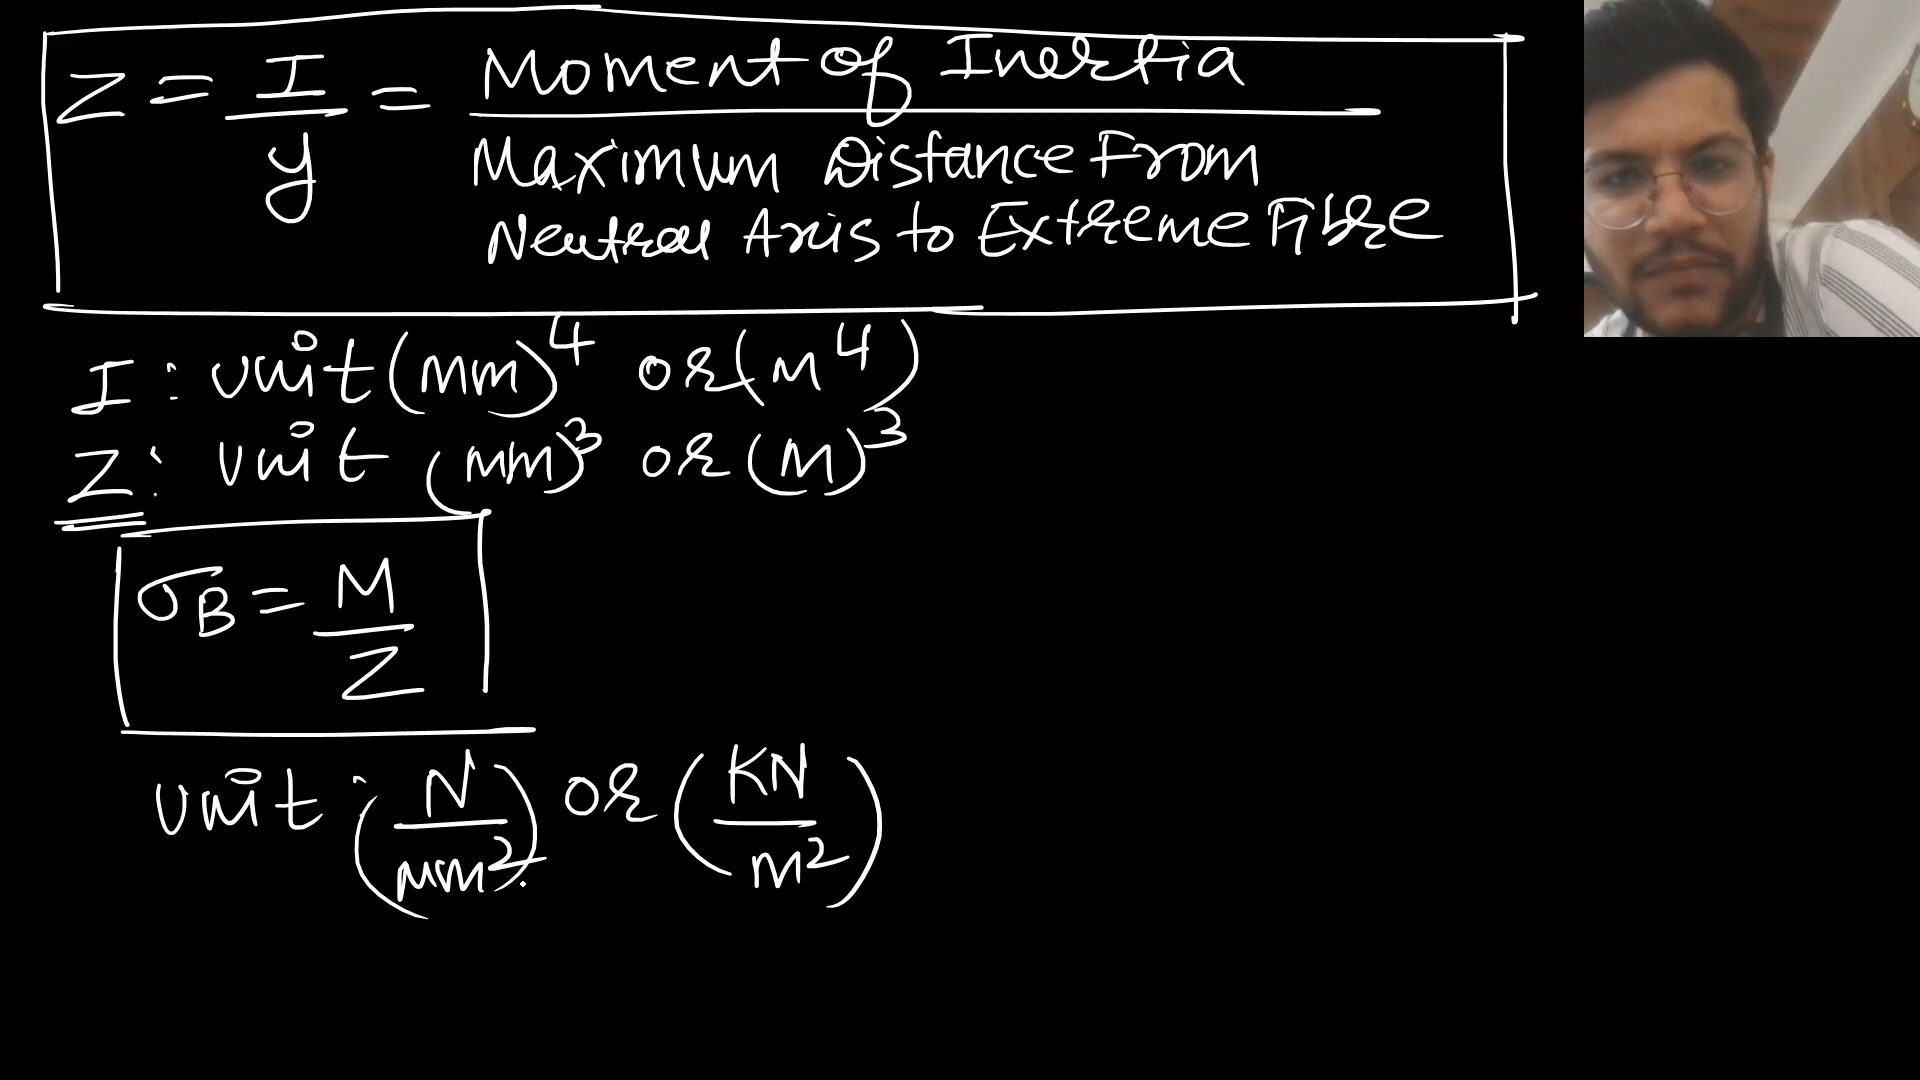 Z = I/y = Moment of Inertia / Maximum Distance From
Neutral Axis to Extreme Fibre
I : unit (mm)⁴ or (m⁴)
Z : unit (mm)³ or (m)³
σB = M/Z
unit : (N/mm²) or (KN/m²)